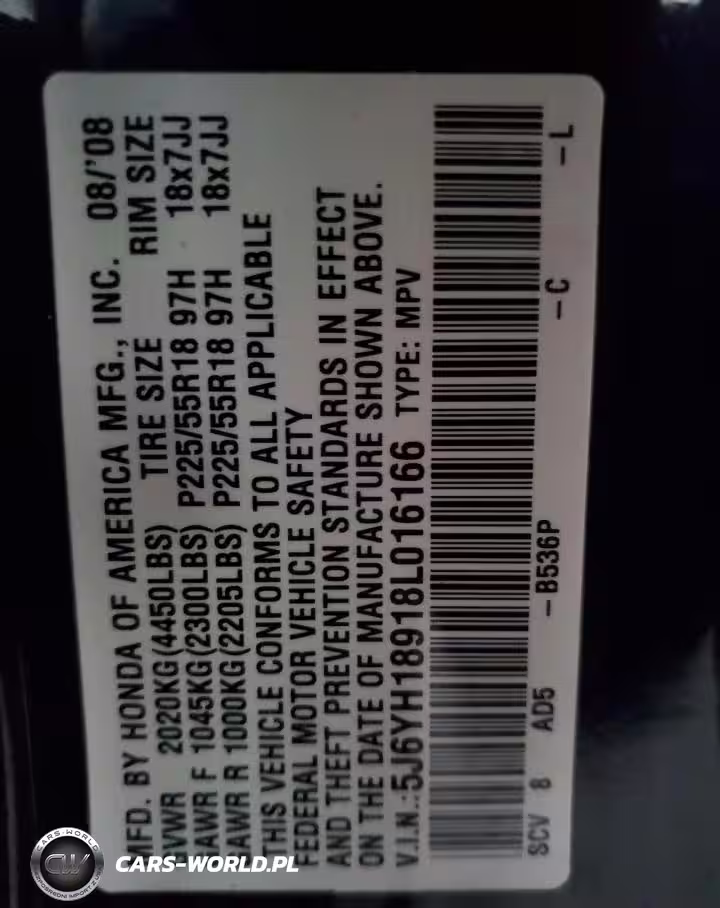 MFD. BY HONDA OF AMERICA MFG., INC. 08/'08
GVWR 2020KG(4450LBS) TIRE SIZE RIM SIZE
GAWR F 1045KG(2300LBS) P225/55R18 97H 18x7JJ
GAWR R 1000KG(2205LBS) P225/55R18 97H 18x7JJ
THIS VEHICLE CONFORMS TO ALL APPLICABLE
FEDERAL MOTOR VEHICLE SAFETY
AND THEFT PREVENTION STANDARDS IN EFFECT
ON THE DATE OF MANUFACTURE SHOWN ABOVE.
V.I.N.:5J6YH18918L016166 TYPE: MPV
SCV 8 AD5 -B536P -C -L
CARS-WORLD
CW
CARS-WORLD.PL